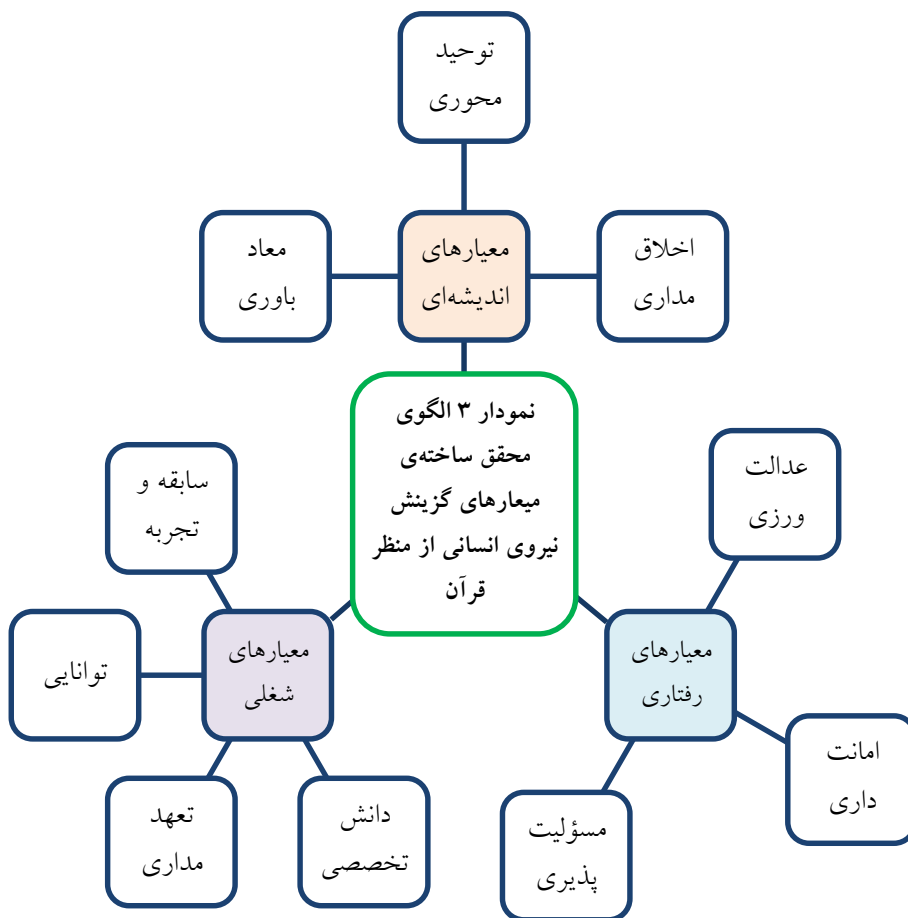 توحید
محوری
معیارهای
اندیشه‌ای
اخلاق
مداری
معاد
باوری
نمودار ۳ الگوی
محقق ساخته‌ی
میعارهای گزینش
نیروی انسانی از منظر
قرآن
عدالت
ورزی
معیارهای
رفتاری
امانت
داری
مسؤلیت
پذیری
سابقه و
تجربه
معیارهای
شغلی
توانایی
تعهد
مداری
دانش
تخصصی